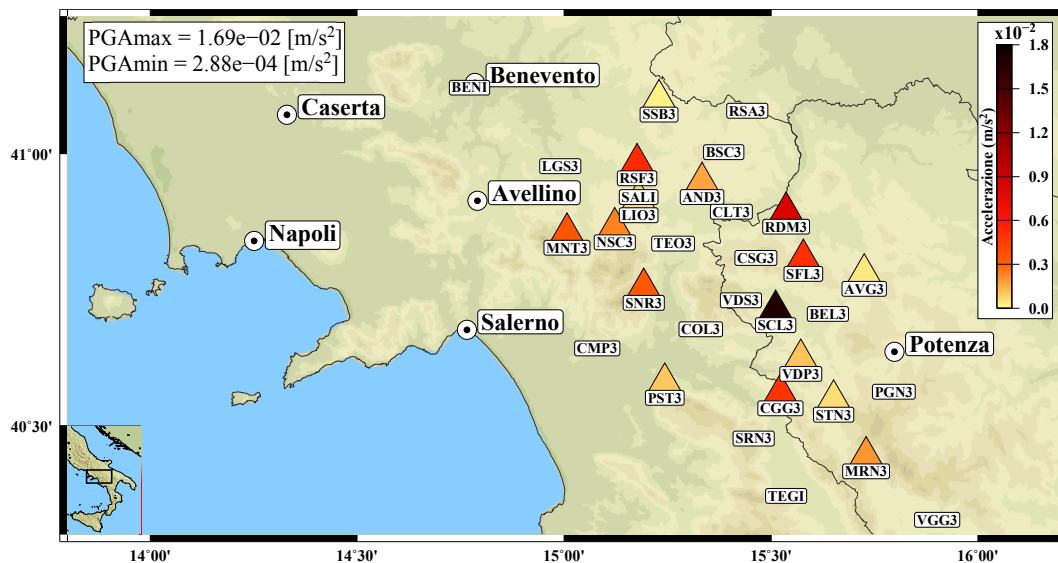 PGAmax = 1.69e−02 [m/s²]
PGAmin = 2.88e−04 [m/s²]
x10⁻²
1.8
1.5
1.2
0.9
0.6
0.3
0.0
Accelerazione (m/s²)
Benevento
BENI
Caserta
SSB3
RSA3
41°00'
BSC3
LGS3
RSF3
Avellino
SALI
AND3
LIO3
CLT3
RDM3
Napoli
MNT3
NSC3
TEO3
CSG3
SFL3
AVG3
SNR3
VDS3
SCL3
BEL3
Salerno
COL3
CMP3
Potenza
VDP3
PST3
CGG3
STN3
PGN3
40°30'
SRN3
MRN3
TEGI
VGG3
14°00'
14°30'
15°00'
15°30'
16°00'